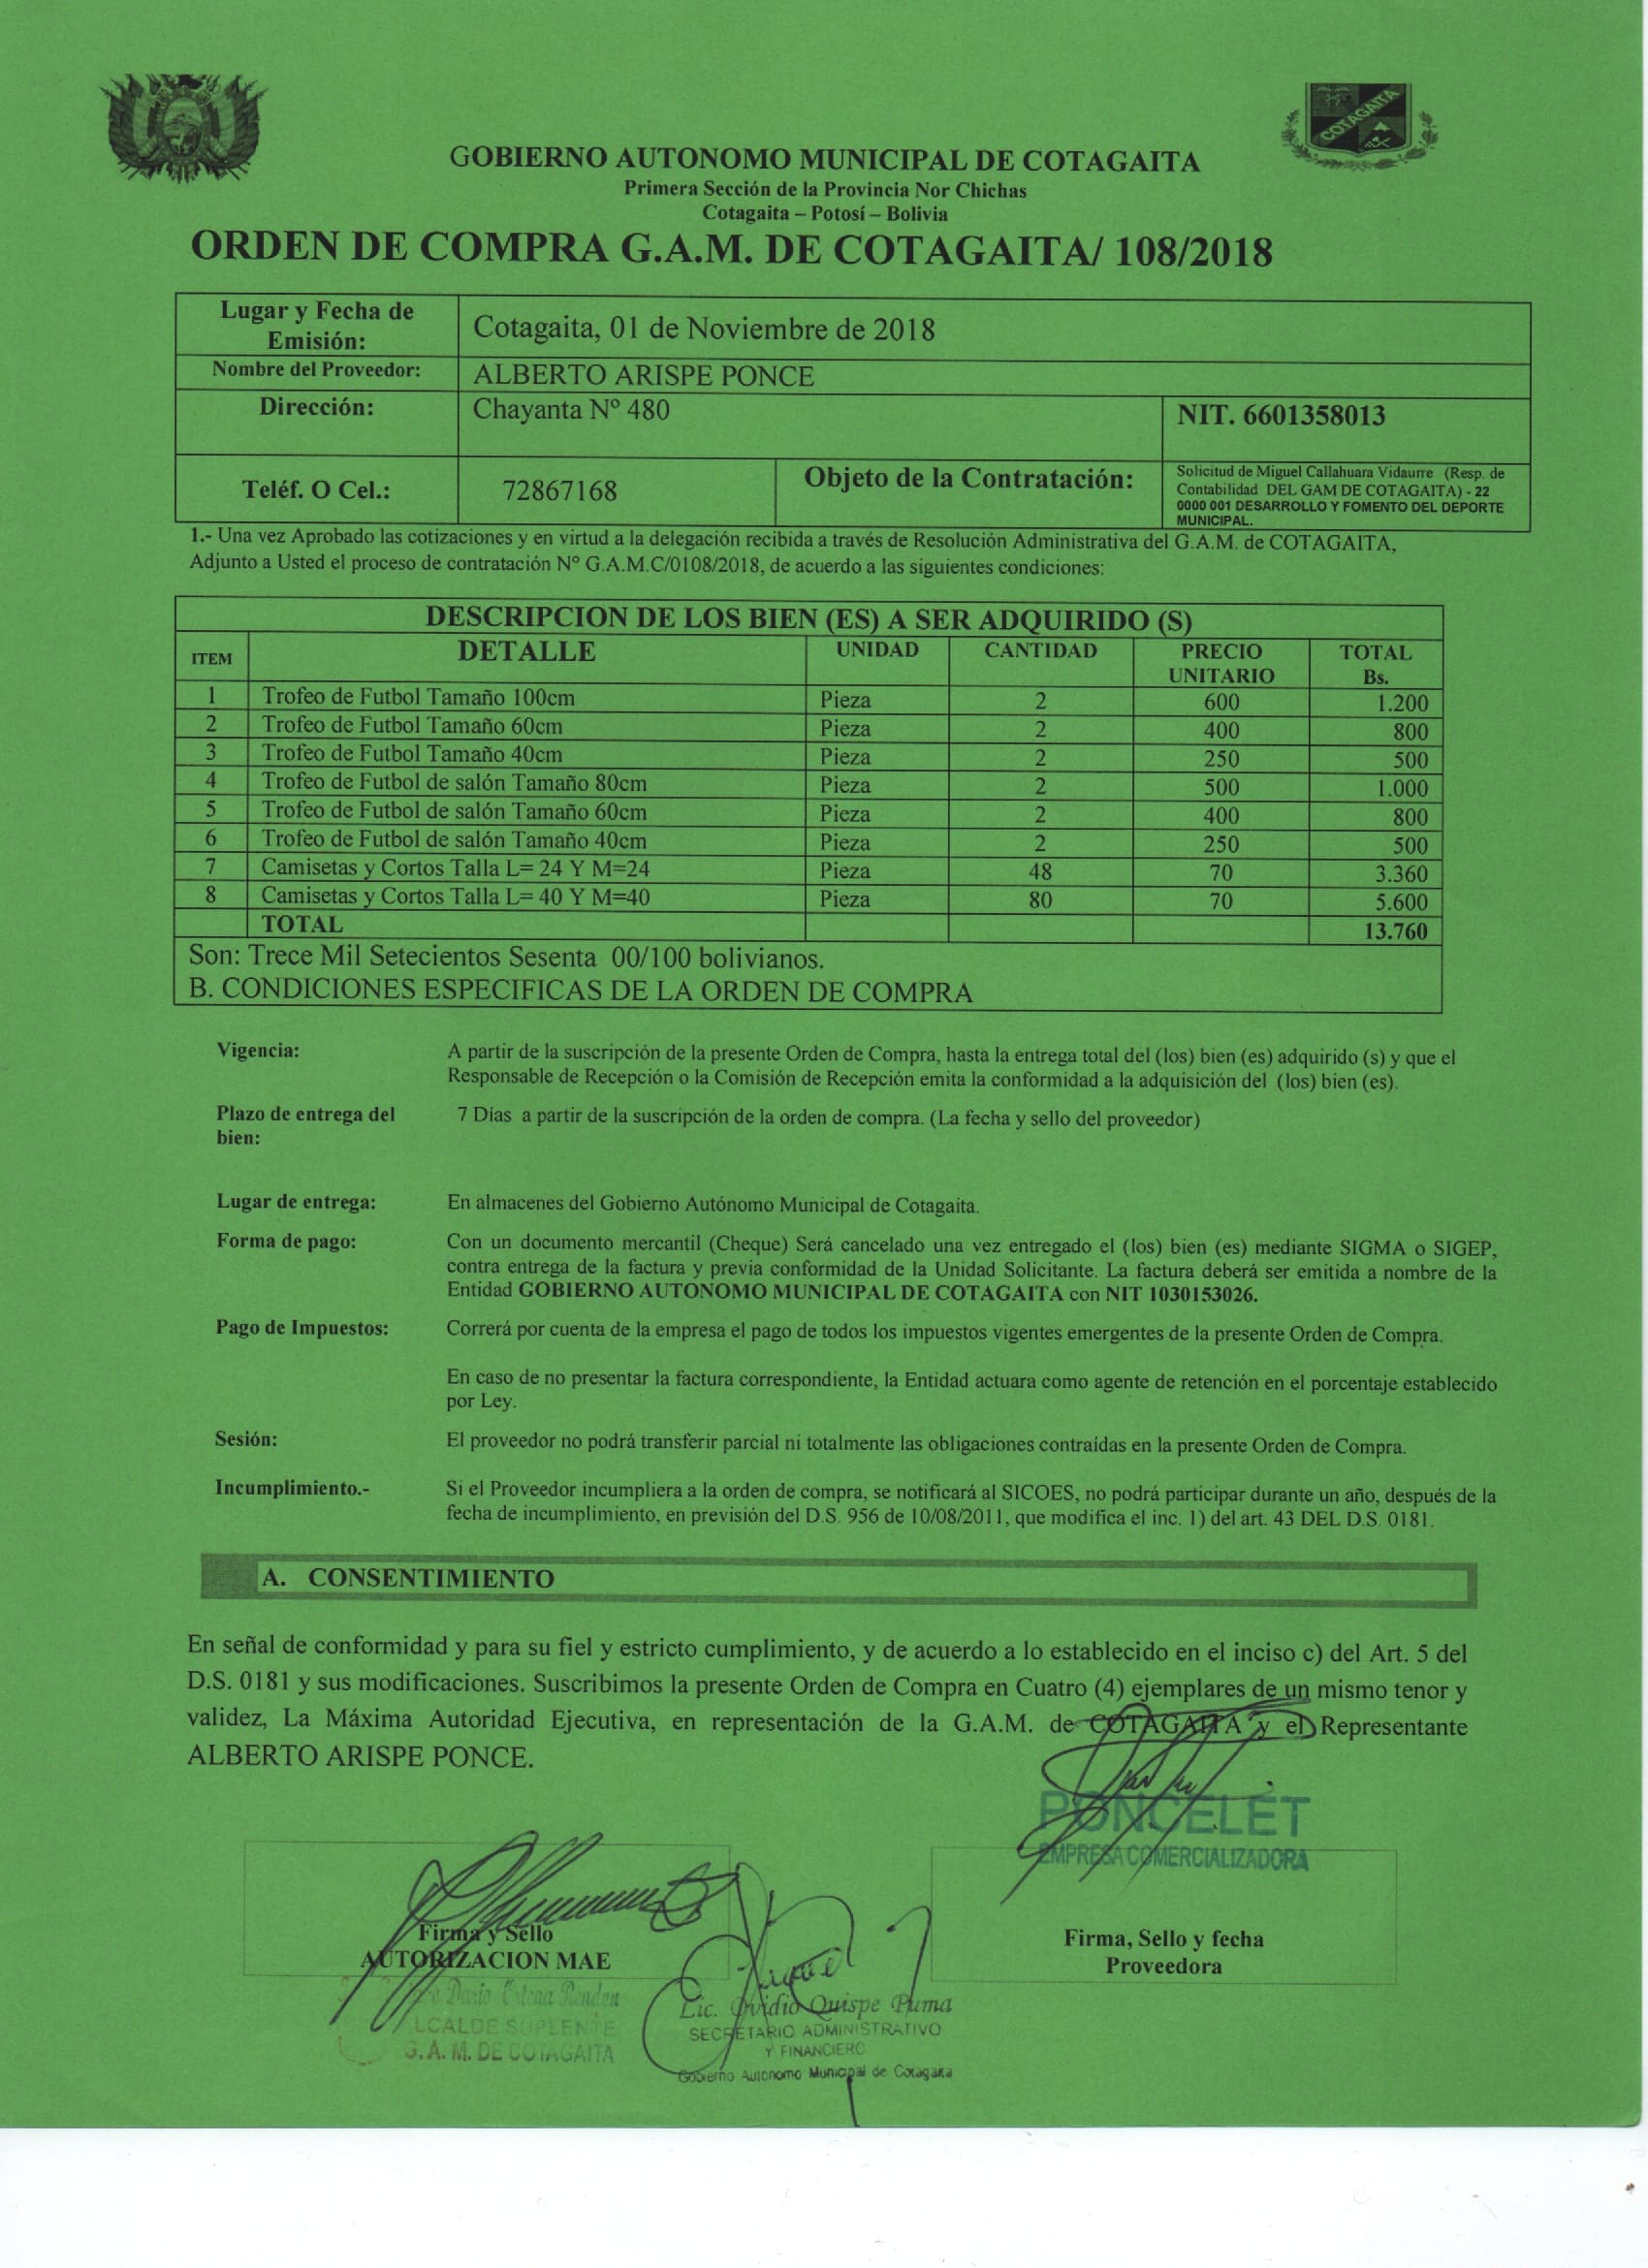 COTAGAITA
GOBIERNO AUTONOMO MUNICIPAL DE COTAGAITA
Primera Sección de la Provincia Nor Chichas
Cotagaita – Potosí – Bolivia
ORDEN DE COMPRA G.A.M. DE COTAGAITA/ 108/2018
Lugar y Fecha de Emisión: Cotagaita, 01 de Noviembre de 2018
Nombre del Proveedor: ALBERTO ARISPE PONCE
Dirección: Chayanta Nº 480 NIT. 6601358013
Teléf. O Cel.: 72867168 Objeto de la Contratación: Solicitud de Miguel Callahuara Vidaurre (Resp. de
Contabilidad DEL GAM DE COTAGAITA) - 22
0000 001 DESARROLLO Y FOMENTO DEL DEPORTE
MUNICIPAL.
1.- Una vez Aprobado las cotizaciones y en virtud a la delegación recibida a través de Resolución Administrativa del G.A.M. de COTAGAITA,
Adjunto a Usted el proceso de contratación Nº G.A.M.C/0108/2018, de acuerdo a las siguientes condiciones:
DESCRIPCION DE LOS BIEN (ES) A SER ADQUIRIDO (S)
ITEM DETALLE UNIDAD CANTIDAD PRECIO UNITARIO TOTAL Bs.
1 Trofeo de Futbol Tamaño 100cm Pieza 2 600 1.200
2 Trofeo de Futbol Tamaño 60cm Pieza 2 400 800
3 Trofeo de Futbol Tamaño 40cm Pieza 2 250 500
4 Trofeo de Futbol de salón Tamaño 80cm Pieza 2 500 1.000
5 Trofeo de Futbol de salón Tamaño 60cm Pieza 2 400 800
6 Trofeo de Futbol de salón Tamaño 40cm Pieza 2 250 500
7 Camisetas y Cortos Talla L= 24 Y M=24 Pieza 48 70 3.360
8 Camisetas y Cortos Talla L= 40 Y M=40 Pieza 80 70 5.600
TOTAL 13.760
Son: Trece Mil Setecientos Sesenta 00/100 bolivianos.
B. CONDICIONES ESPECIFICAS DE LA ORDEN DE COMPRA
Vigencia: A partir de la suscripción de la presente Orden de Compra, hasta la entrega total del (los) bien (es) adquirido (s) y que el
Responsable de Recepción o la Comisión de Recepción emita la conformidad a la adquisición del (los) bien (es).
Plazo de entrega del bien: 7 Días a partir de la suscripción de la orden de compra. (La fecha y sello del proveedor)
Lugar de entrega: En almacenes del Gobierno Autónomo Municipal de Cotagaita.
Forma de pago: Con un documento mercantil (Cheque) Será cancelado una vez entregado el (los) bien (es) mediante SIGMA o SIGEP,
contra entrega de la factura y previa conformidad de la Unidad Solicitante. La factura deberá ser emitida a nombre de la
Entidad GOBIERNO AUTONOMO MUNICIPAL DE COTAGAITA con NIT 1030153026.
Pago de Impuestos: Correrá por cuenta de la empresa el pago de todos los impuestos vigentes emergentes de la presente Orden de Compra.
En caso de no presentar la factura correspondiente, la Entidad actuara como agente de retención en el porcentaje establecido
por Ley.
Sesión: El proveedor no podrá transferir parcial ni totalmente las obligaciones contraídas en la presente Orden de Compra.
Incumplimiento.- Si el Proveedor incumpliera a la orden de compra, se notificará al SICOES, no podrá participar durante un año, después de la
fecha de incumplimiento, en previsión del D.S. 956 de 10/08/2011, que modifica el inc. 1) del art. 43 DEL D.S. 0181.
A. CONSENTIMIENTO
En señal de conformidad y para su fiel y estricto cumplimiento, y de acuerdo a lo establecido en el inciso c) del Art. 5 del
D.S. 0181 y sus modificaciones. Suscribimos la presente Orden de Compra en Cuatro (4) ejemplares de un mismo tenor y
validez, La Máxima Autoridad Ejecutiva, en representación de la G.A.M. de COTAGAITA y el Representante
ALBERTO ARISPE PONCE.
PONCELET
EMPRESA COMERCIALIZADORA
Firma y Sello
AUTORIZACION MAE
Firma, Sello y fecha
Proveedora
ALCALDE SUPLENTE
G.A.M. DE COTAGAITA
Lic. Ovidio Quispe Puma
SECRETARIO ADMINISTRATIVO
Y FINANCIERO
Gobierno Autonomo Municipal de Cotagaita